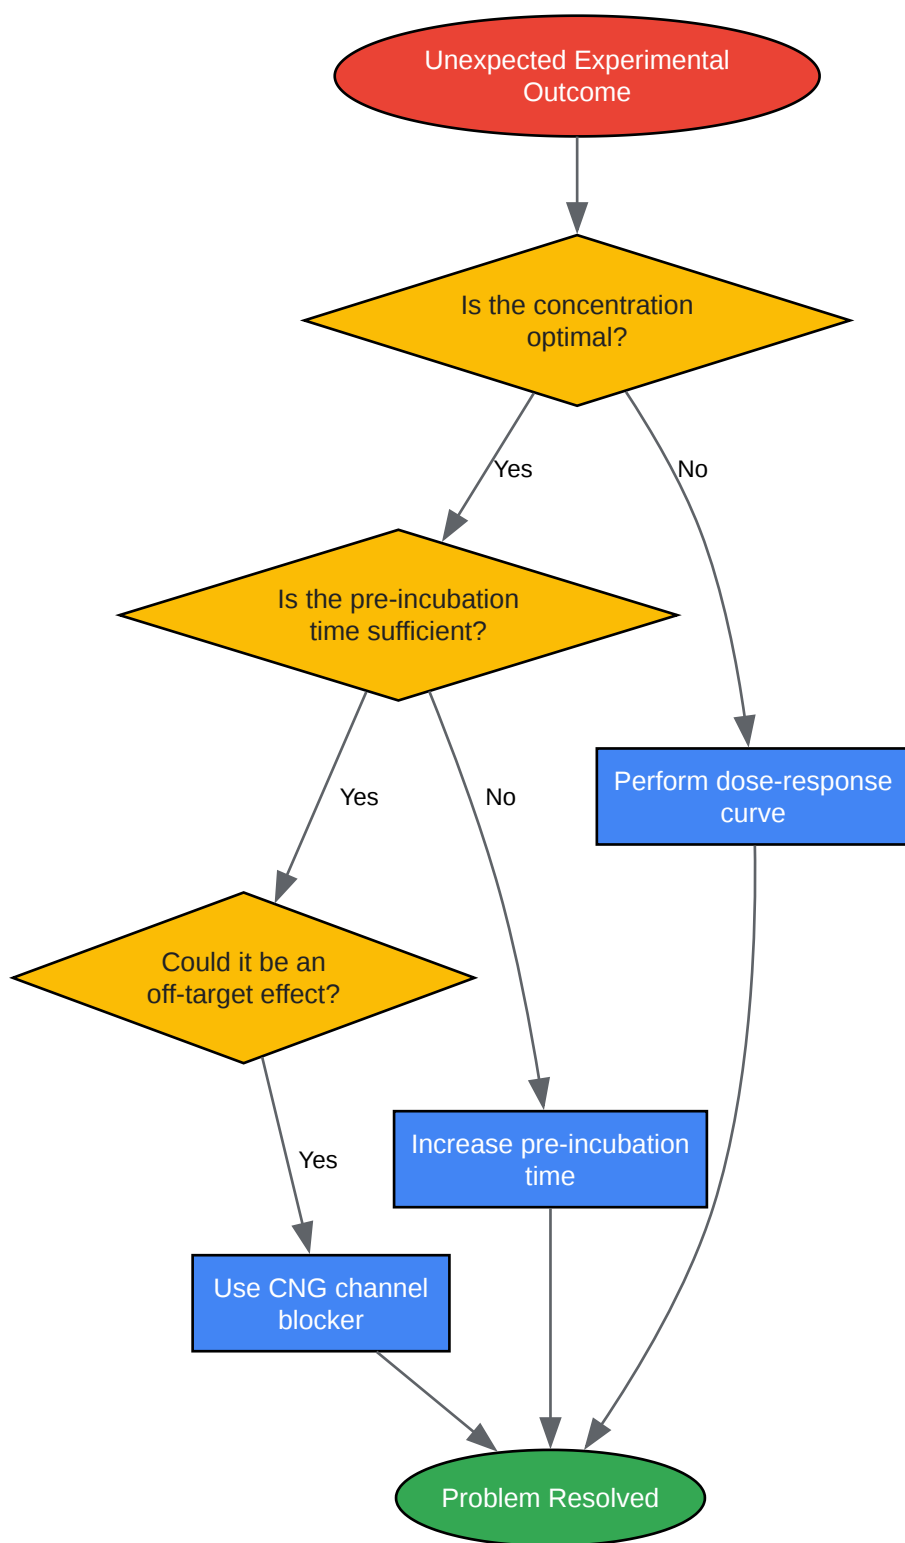 Unexpected Experimental
Outcome
Is the concentration
optimal?
Yes
No
Is the pre-incubation
time sufficient?
Perform dose-response
curve
Yes
No
Could it be an
off-target effect?
Increase pre-incubation
time
Yes
Use CNG channel
blocker
Problem Resolved